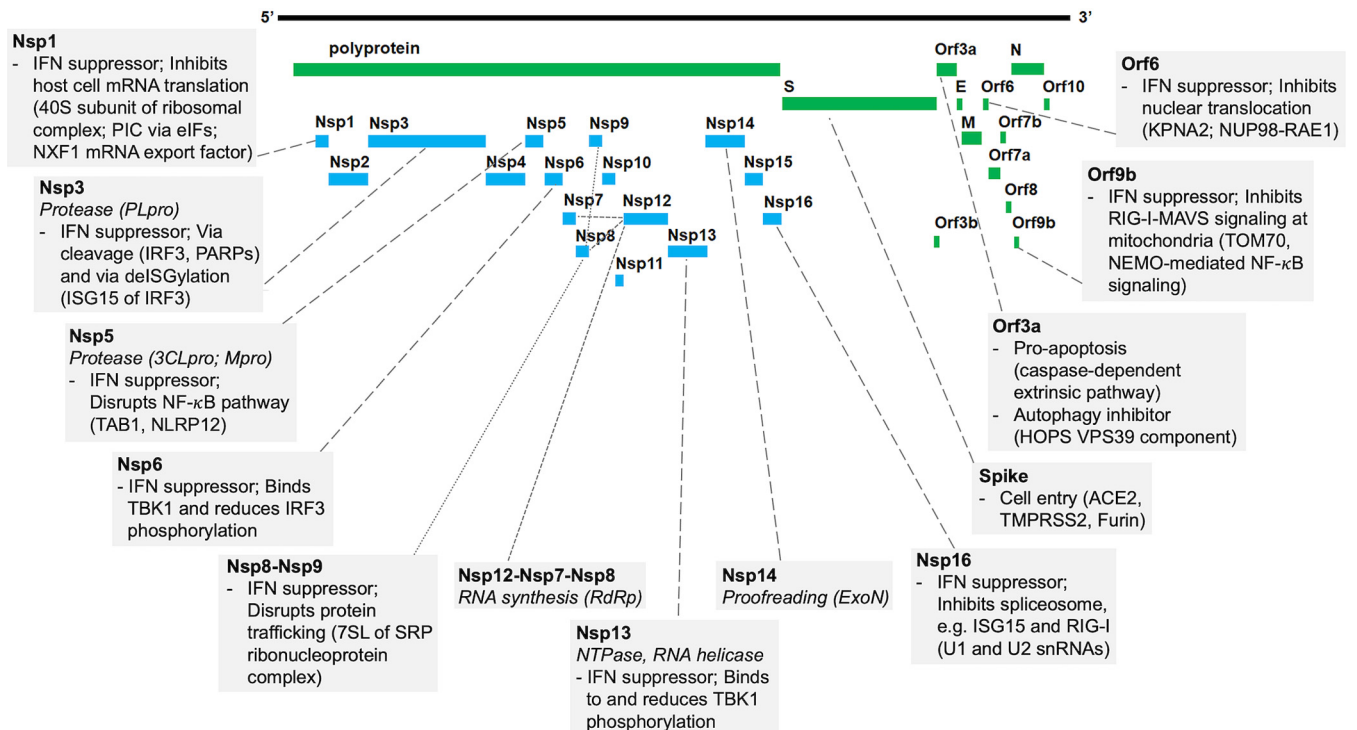 5’
3’
polyprotein
S
Orf3a
N
E
Orf6
Orf10
M
Orf7b
Orf7a
Orf8
Orf3b
Orf9b
Nsp1
Nsp3
Nsp5
Nsp9
Nsp14
Nsp2
Nsp4
Nsp6
Nsp10
Nsp15
Nsp7
Nsp12
Nsp16
Nsp8
Nsp13
Nsp11
Nsp1
- IFN suppressor; Inhibits
host cell mRNA translation
(40S subunit of ribosomal
complex; PIC via eIFs;
NXF1 mRNA export factor)
Nsp3
Protease (PLpro)
- IFN suppressor; Via
cleavage (IRF3, PARPs)
and via deISGylation
(ISG15 of IRF3)
Nsp5
Protease (3CLpro; Mpro)
- IFN suppressor;
Disrupts NF-κB pathway
(TAB1, NLRP12)
Nsp6
- IFN suppressor; Binds
TBK1 and reduces IRF3
phosphorylation
Nsp8-Nsp9
- IFN suppressor;
Disrupts protein
trafficking (7SL of SRP
ribonucleoprotein
complex)
Nsp12-Nsp7-Nsp8
RNA synthesis (RdRp)
Nsp13
NTPase, RNA helicase
- IFN suppressor; Binds
to and reduces TBK1
phosphorylation
Nsp14
Proofreading (ExoN)
Nsp16
- IFN suppressor;
Inhibits spliceosome,
e.g. ISG15 and RIG-I
(U1 and U2 snRNAs)
Spike
- Cell entry (ACE2,
TMPRSS2, Furin)
Orf3a
- Pro-apoptosis
(caspase-dependent
extrinsic pathway)
- Autophagy inhibitor
(HOPS VPS39 component)
Orf9b
- IFN suppressor; Inhibits
RIG-I-MAVS signaling at
mitochondria (TOM70,
NEMO-mediated NF-κB
signaling)
Orf6
- IFN suppressor; Inhibits
nuclear translocation
(KPNA2; NUP98-RAE1)